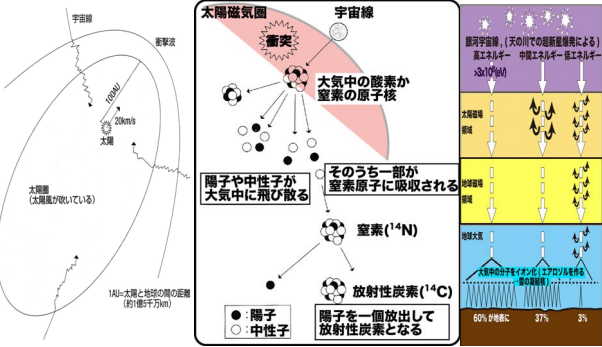 宇宙線
衝撃波
100AU
20km/s
太陽
太陽圏
(太陽風が吹いている)
1AU=太陽と地球の間の距離
(約1億5千万km)
太陽磁気圏
宇宙線
衝突
大気中の酸素か
窒素の原子核
陽子や中性子が
大気中に飛び散る
そのうち一部が
窒素原子に吸収される
窒素(¹⁴N)
放射性炭素(¹⁴C)
●:陽子
○:中性子
陽子を一個放出して
放射性炭素となる
銀河宇宙線,(天の川での超新星爆発による)
高エネルギー 中間エネルギー 低エネルギー
太陽磁場
領域
地球磁場
領域
地球大気
大気中の分子をイオン化(エアロゾルを作る
雲の凝結核)
60%が地表に 37% 3%